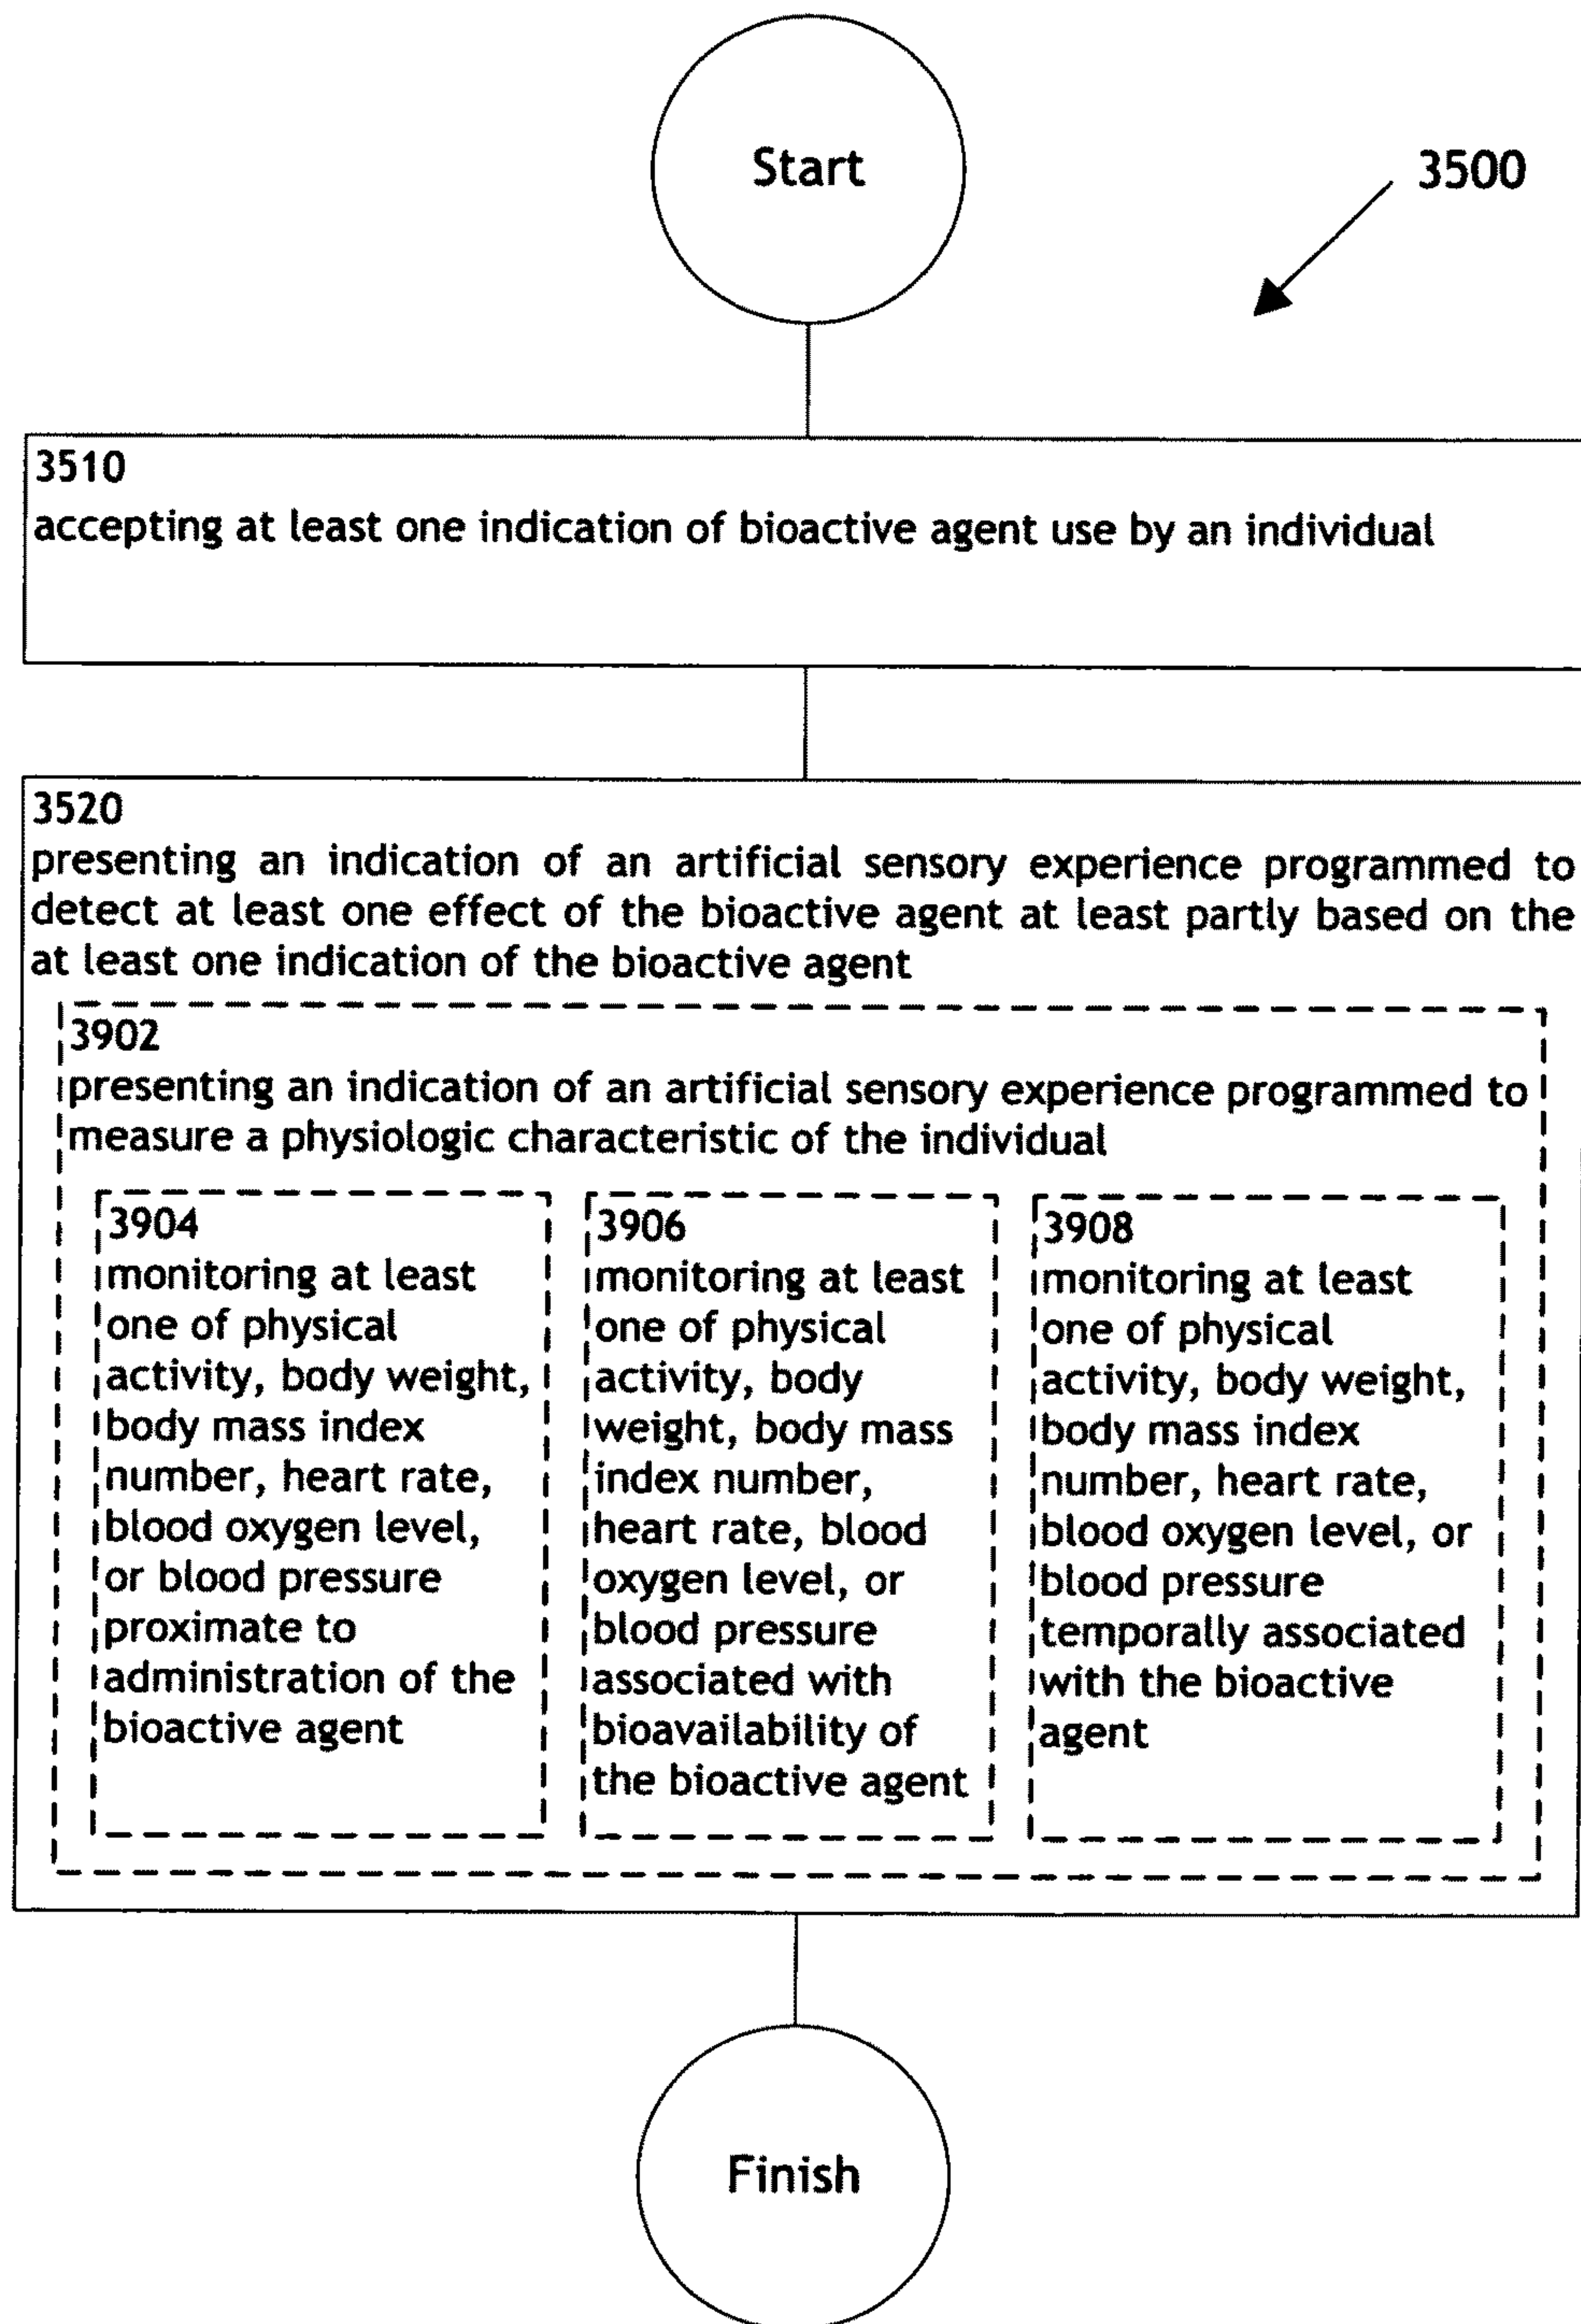 Start
3500
3510
accepting at least one indication of bioactive agent use by an individual
3520
presenting an indication of an artificial sensory experience programmed to
detect at least one effect of the bioactive agent at least partly based on the
at least one indication of the bioactive agent
3902
presenting an indication of an artificial sensory experience programmed to
measure a physiologic characteristic of the individual
3904
monitoring at least
one of physical
activity, body weight,
body mass index
number, heart rate,
blood oxygen level,
or blood pressure
proximate to
administration of the
bioactive agent
3906
monitoring at least
one of physical
activity, body
weight, body mass
index number,
heart rate, blood
oxygen level, or
blood pressure
associated with
bioavailability of
the bioactive agent
3908
monitoring at least
one of physical
activity, body weight,
body mass index
number, heart rate,
blood oxygen level, or
blood pressure
temporally associated
with the bioactive
agent
Finish